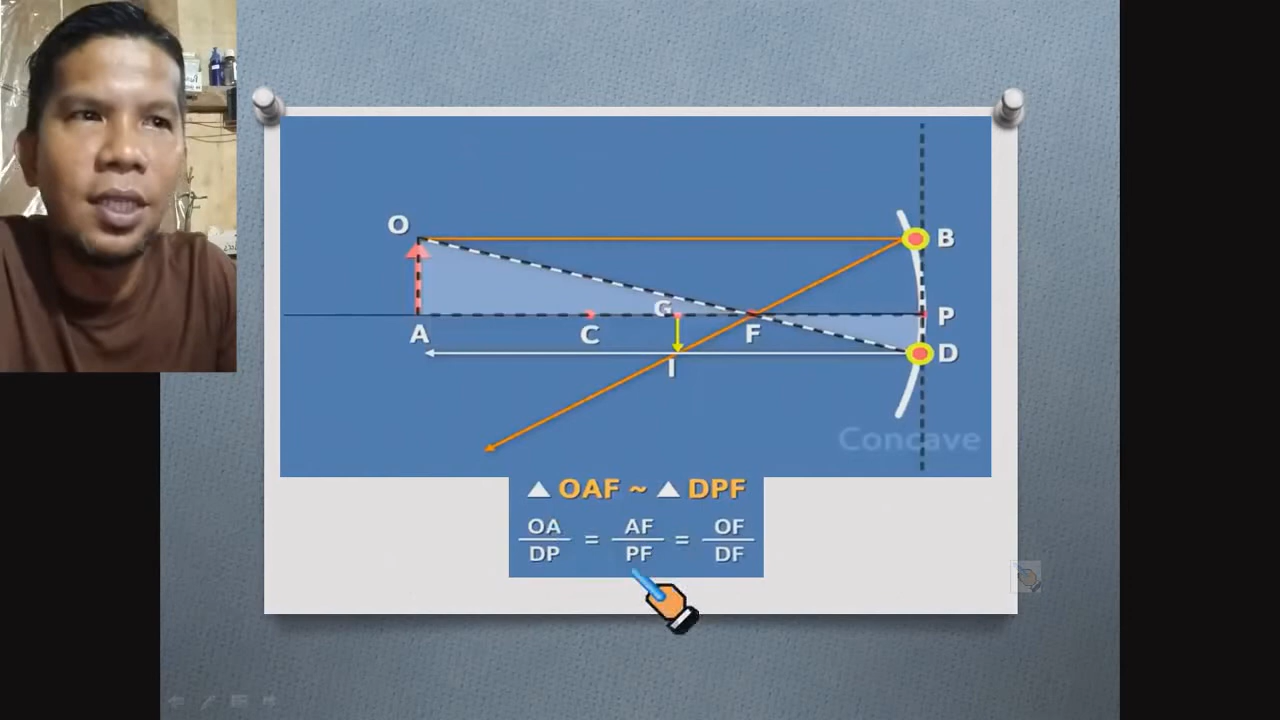 O
B
G
P
A
C
F
D
I
Concave
▲ OAF ~ ▲ DPF
OA/DP = AF/PF = OF/DF